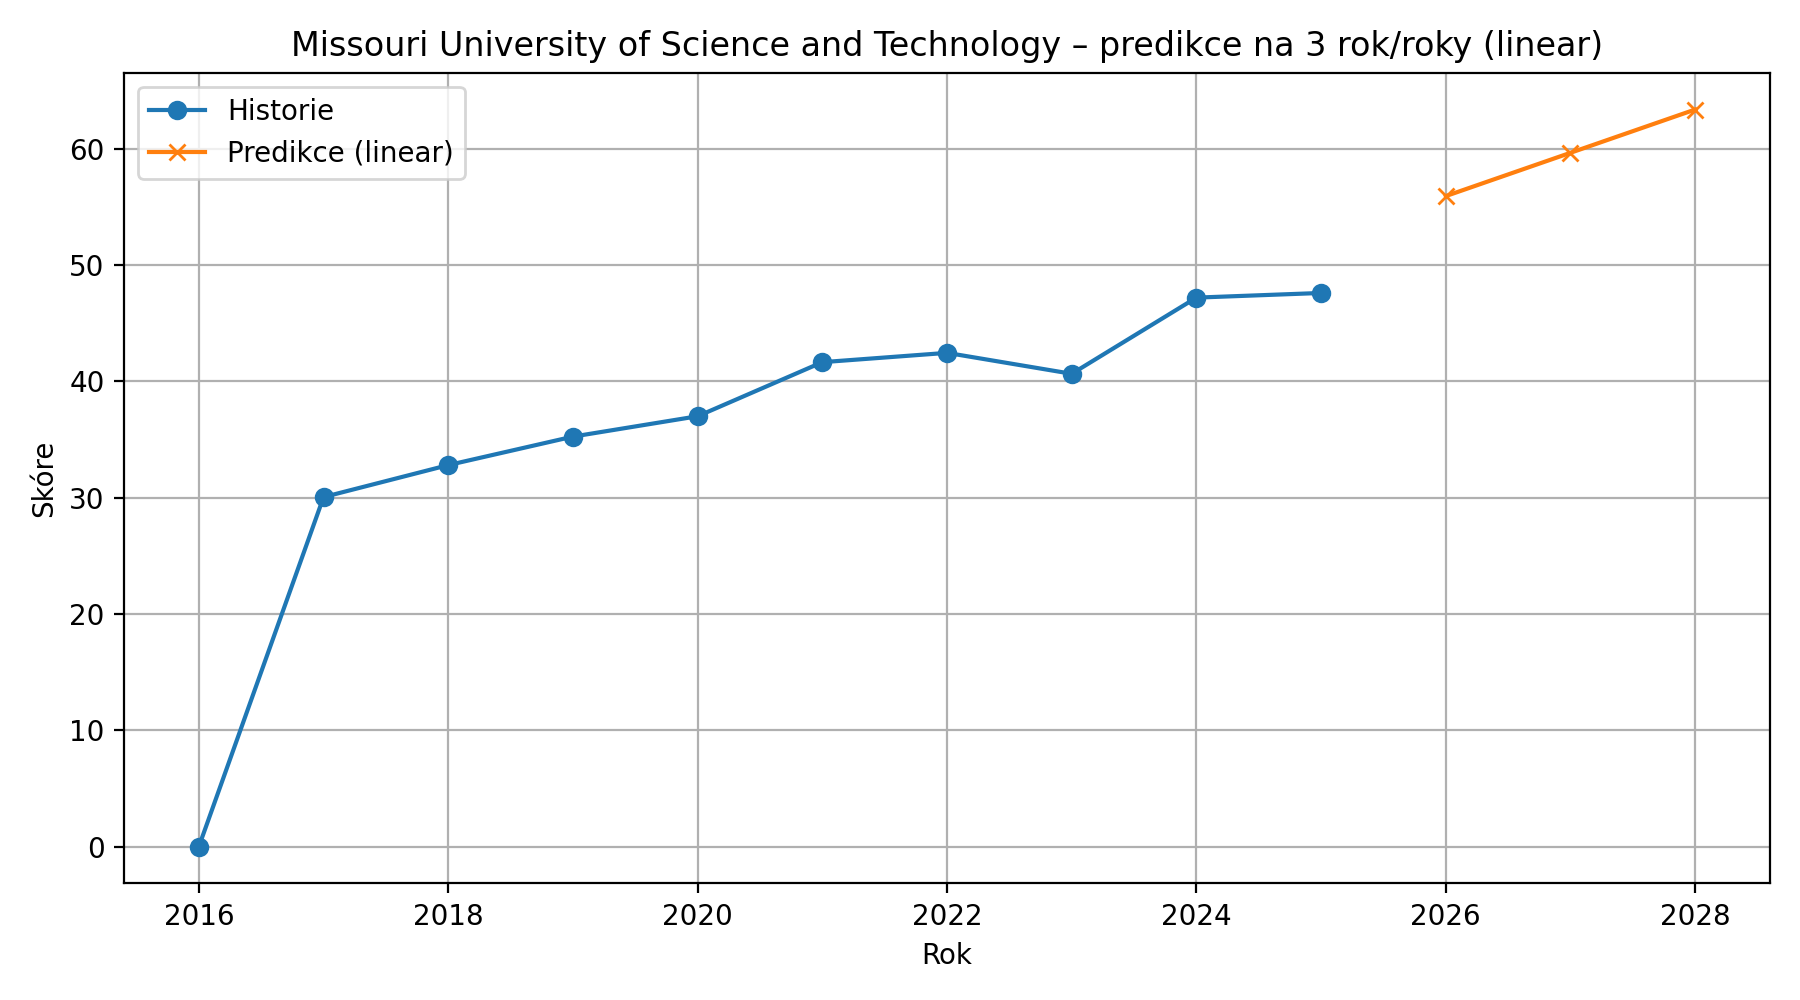 Missouri University of Science and Technology – predikce na 3 rok/roky (linear)
Historie
Predikce (linear)
60
50
40
30
20
10
0
Skóre
2016 2018 2020 2022 2024 2026 2028
Rok